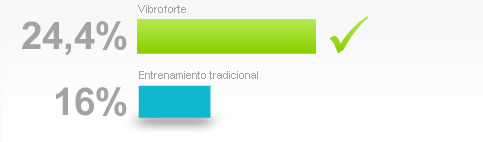 Vibroforte
24,4%
Entrenamiento tradicional
16%